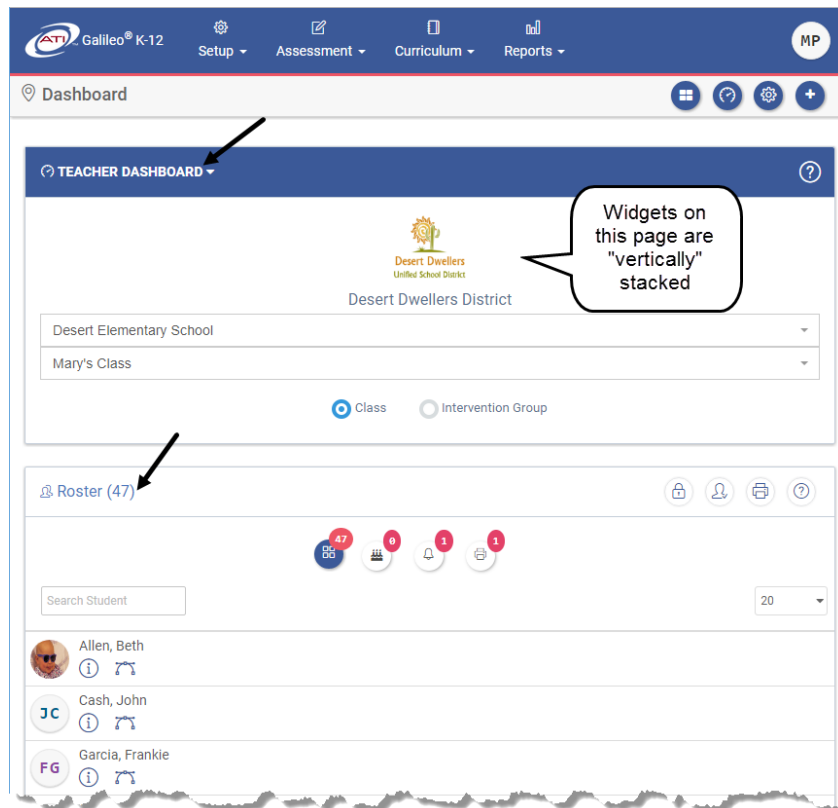 ATI Galileo® K-12
Setup
Assessment
Curriculum
Reports
MP
Dashboard
TEACHER DASHBOARD
?
Widgets on
this page are
"vertically"
stacked
Desert Dwellers
Unified School District
Desert Dwellers District
Desert Elementary School
Mary's Class
Class
Intervention Group
Roster (47)
?
47
0
1
1
Search Student
20
Allen, Beth
i
JC
Cash, John
i
FG
Garcia, Frankie
i